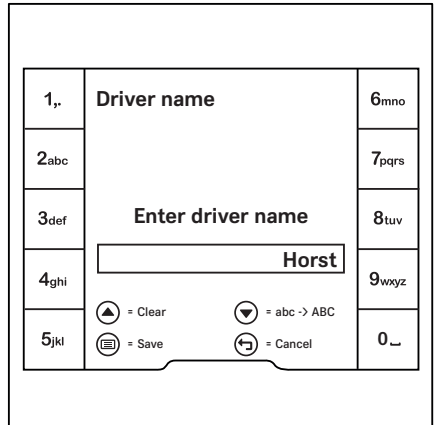 1,.
Driver name
6mno
2abc
7pqrs
3def
Enter driver name
8tuv
Horst
4ghi
9wxyz
= Clear
= abc -> ABC
5jkl
= Save
= Cancel
0⎵